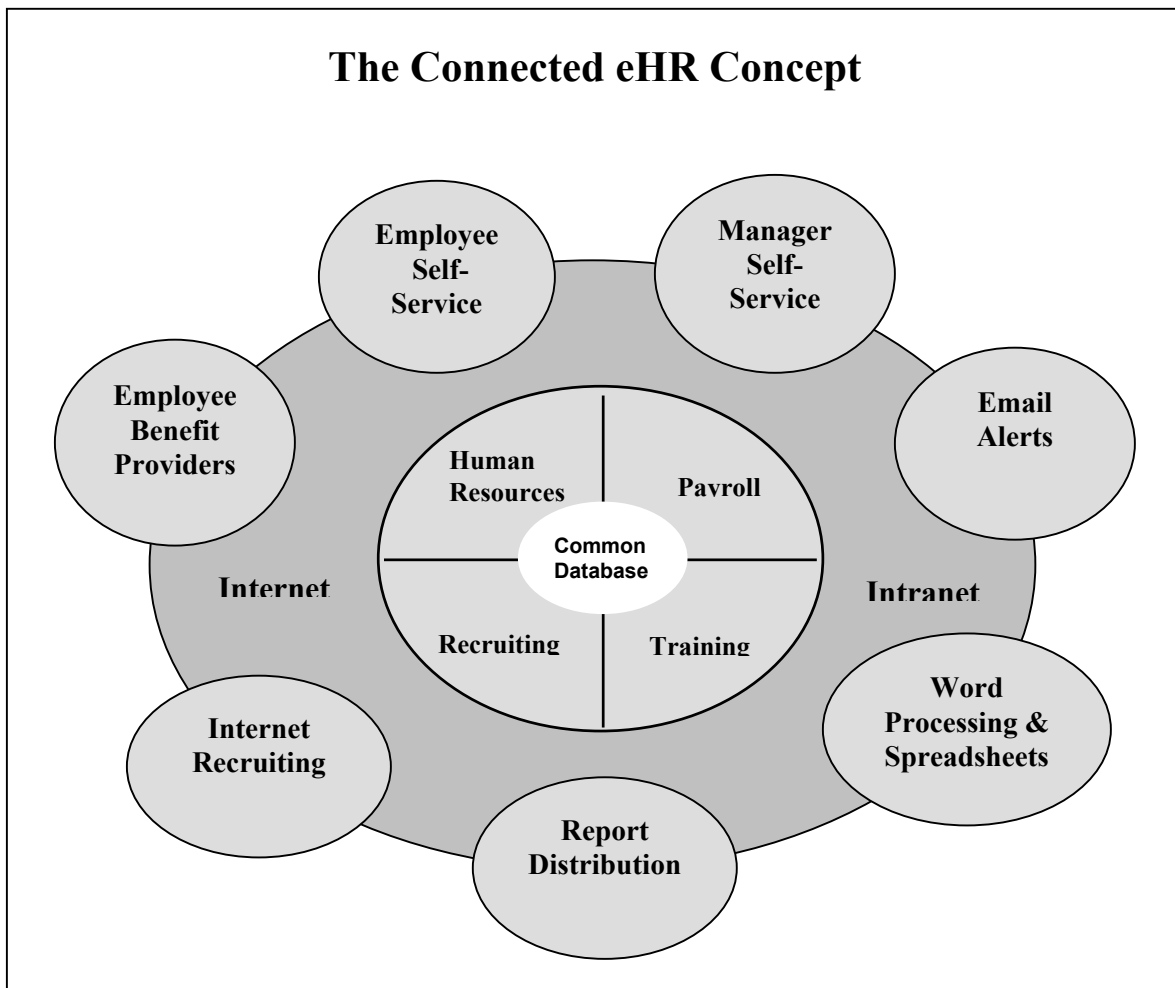 The Connected eHR Concept
Employee
Self-
Service
Manager
Self-
Service
Employee
Benefit
Providers
Email
Alerts
Human
Resources
Payroll
Common
Database
Internet
Intranet
Recruiting
Training
Internet
Recruiting
Word
Processing &
Spreadsheets
Report
Distribution